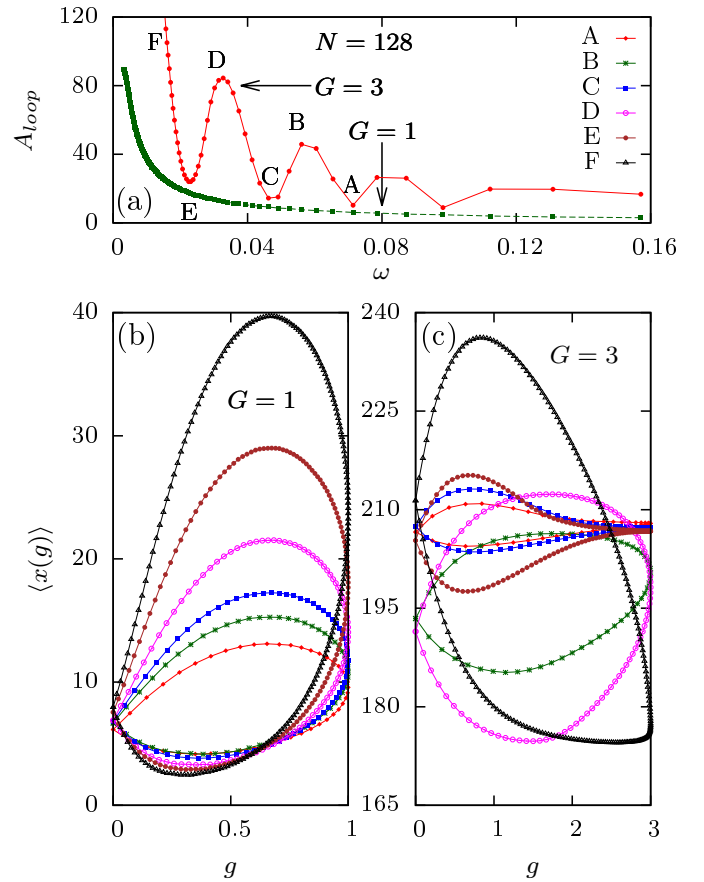 120
80
40
0
A_loop
F
D
N = 128
G = 3
B
G = 1
C
A
E
(a)
A
B
C
D
E
F
0
0.04
0.08
0.12
0.16
ω
40
30
20
10
0
⟨x(g)⟩
(b)
G = 1
0
0.5
1
g
240
225
210
195
180
165
(c)
G = 3
0
1
2
3
g